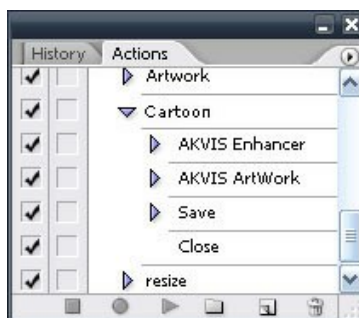 History Actions
Artwork
Cartoon
AKVIS Enhancer
AKVIS ArtWork
Save
Close
resize